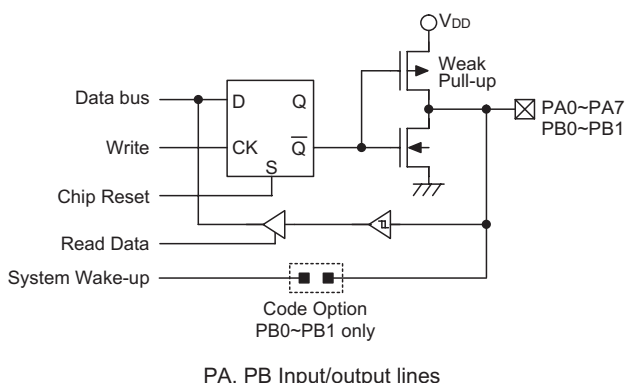 VDD
Weak
Pull-up
Data bus
D
Q
PA0~PA7
PB0~PB1
Write
CK
Q
S
Chip Reset
Read Data
System Wake-up
Code Option
PB0~PB1 only
PA, PB Input/output lines